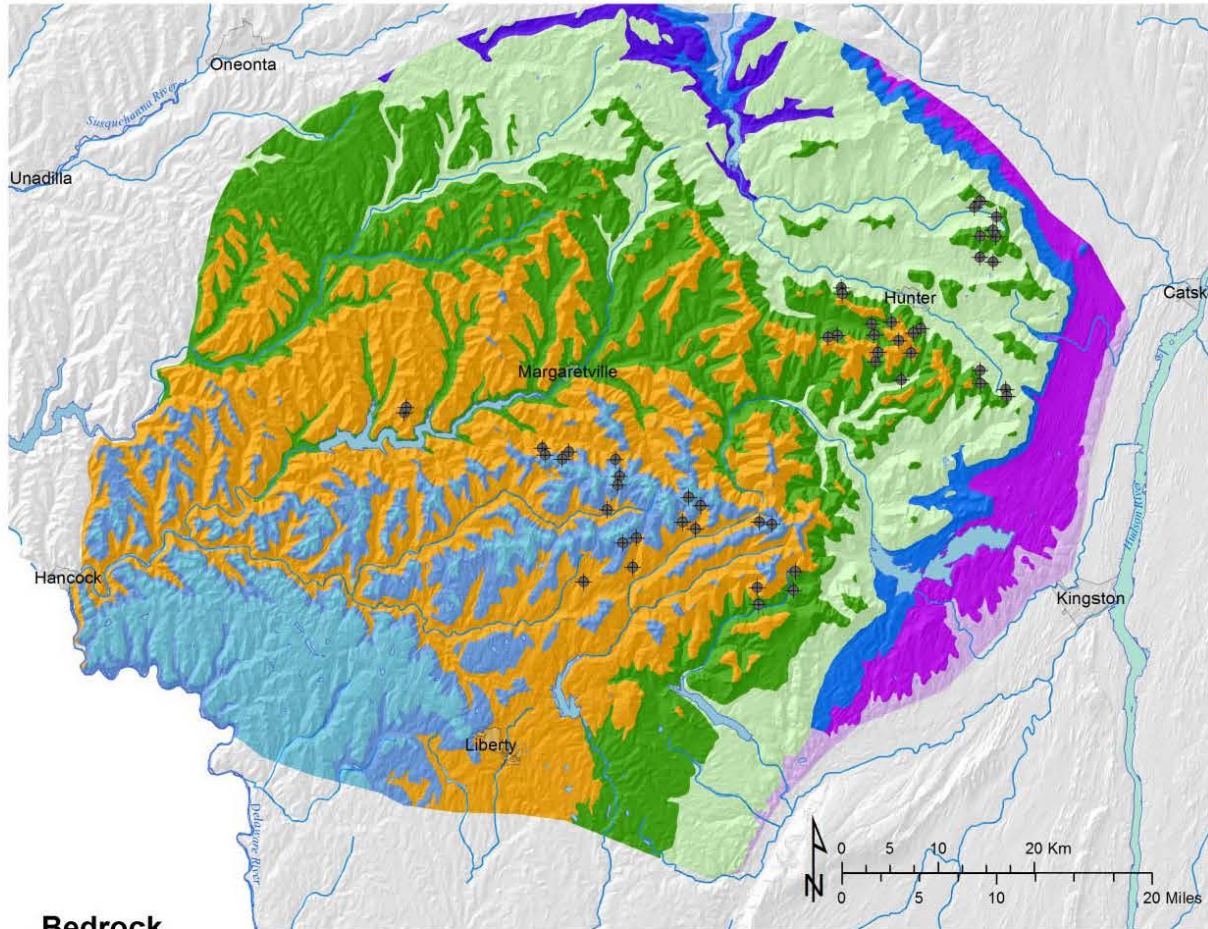 Oneonta
Susquehanna River
Unadilla
Hunter
Catsk
Margaretville
Hudson River
Hancock
Kingston
Liberty
Delaware River
0 5 10 20 Km
N
0 5 10 20 Miles
Bedrock